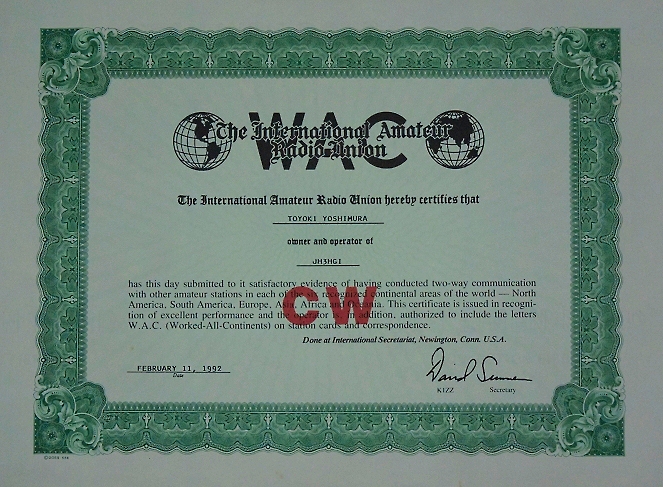 WAC
The International Amateur
Radio Union
The International Amateur Radio Union hereby certifies that
TOYOKI YOSHIMURA
owner and operator of
JH3HGI
has this day submitted to it satisfactory evidence of having conducted two-way communication
with other amateur stations in each of the continental areas of the world — North
America, South America, Europe, Asia, Africa and Oceania. This certificate is issued in recogni-
tion of excellent performance and the operator in addition, authorized to include the letters
W.A.C. (Worked-All-Continents) on station cards and correspondence.
CW
Done at International Secretariat, Newington, Conn. U.S.A.
FEBRUARY 11, 1992
Date
David Sumner
K1ZZ Secretary